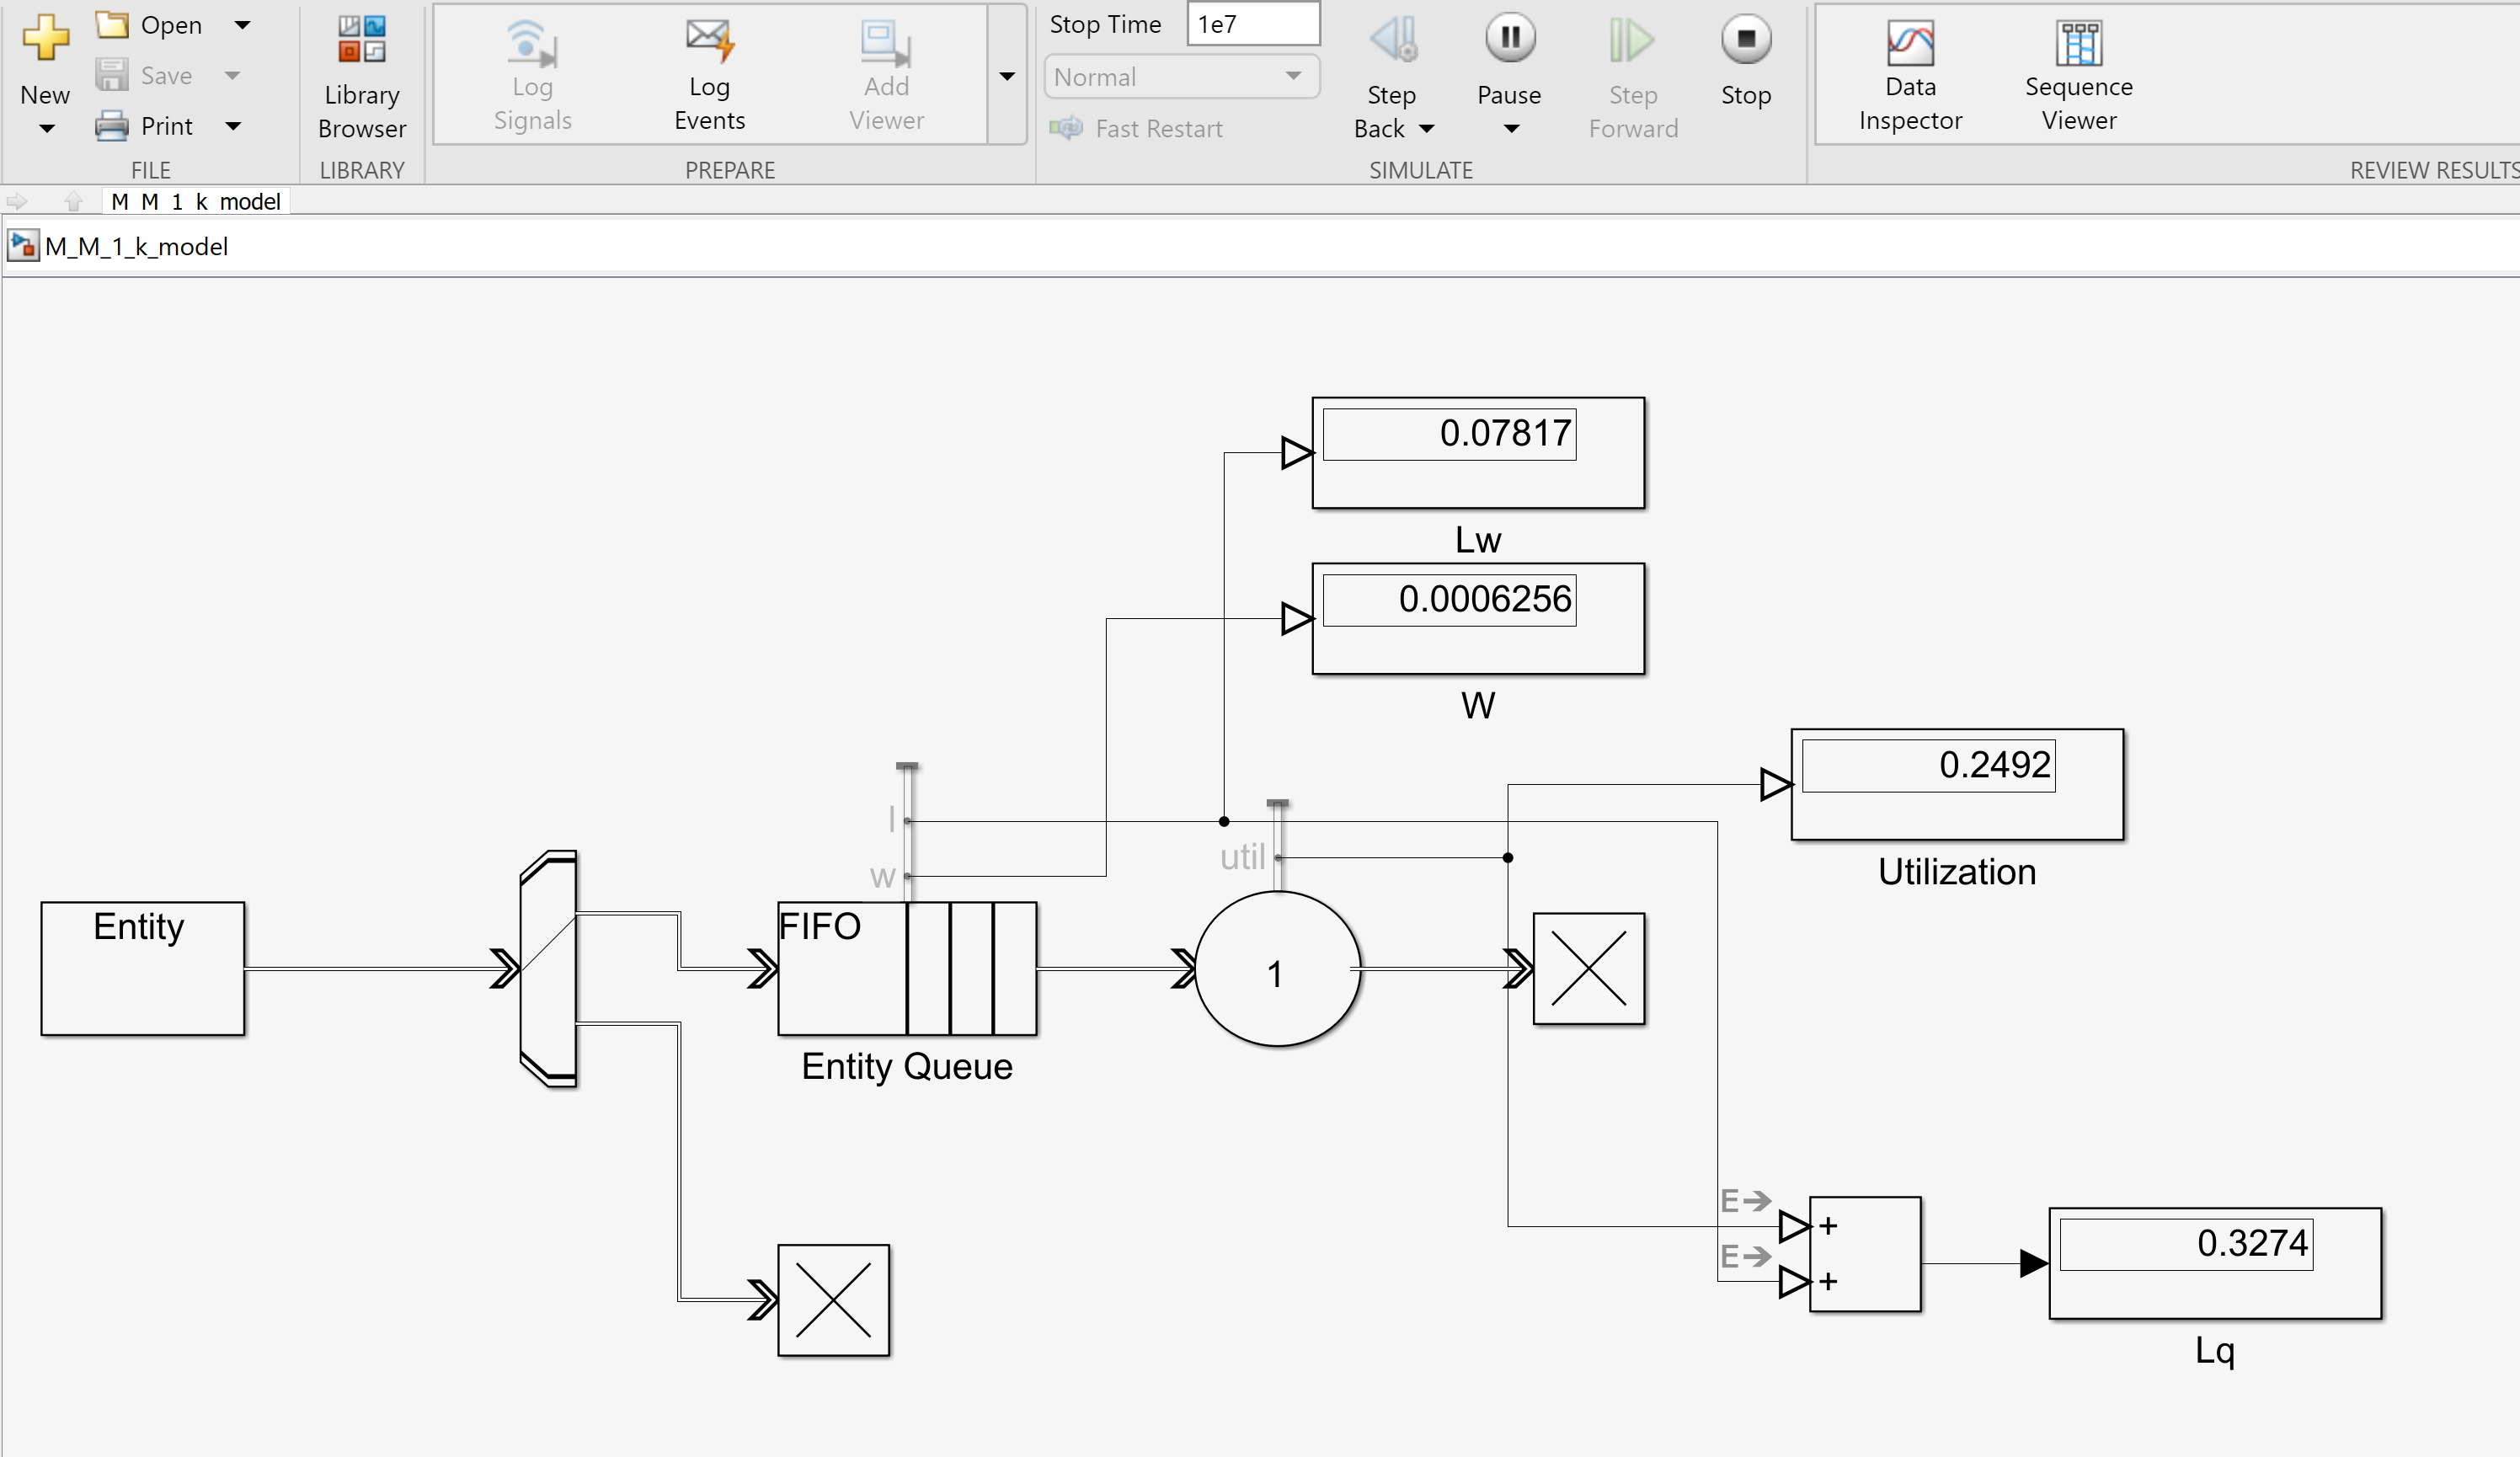 New
Open
Save
Print
FILE
Library
Browser
LIBRARY
Log
Signals
Log
Events
Add
Viewer
PREPARE
Stop Time 1e7
Normal
Fast Restart
Step
Back
Pause
Step
Forward
Stop
SIMULATE
Data
Inspector
Sequence
Viewer
REVIEW RESULTS
M_M_1_k_model
M_M_1_k_model
0.07817
Lw
0.0006256
W
0.2492
Utilization
l
w
util
Entity
FIFO
Entity Queue
1
E
+
E
+
0.3274
Lq